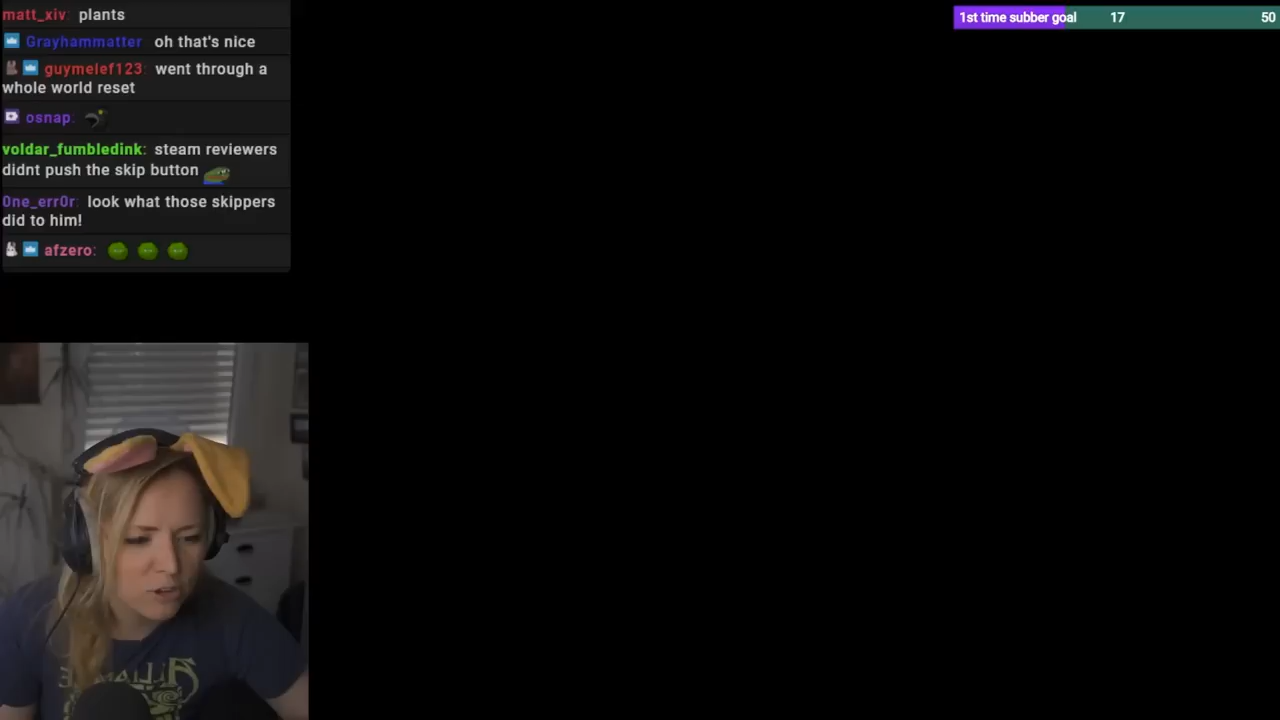 matt_xiv: plants
1st time subber goal 17 50
Grayhammatter oh that's nice
guymelef123: went through a
whole world reset
osnap:
voldar_fumbledink: steam reviewers
didnt push the skip button
0ne_err0r: look what those skippers
did to him!
afzero: